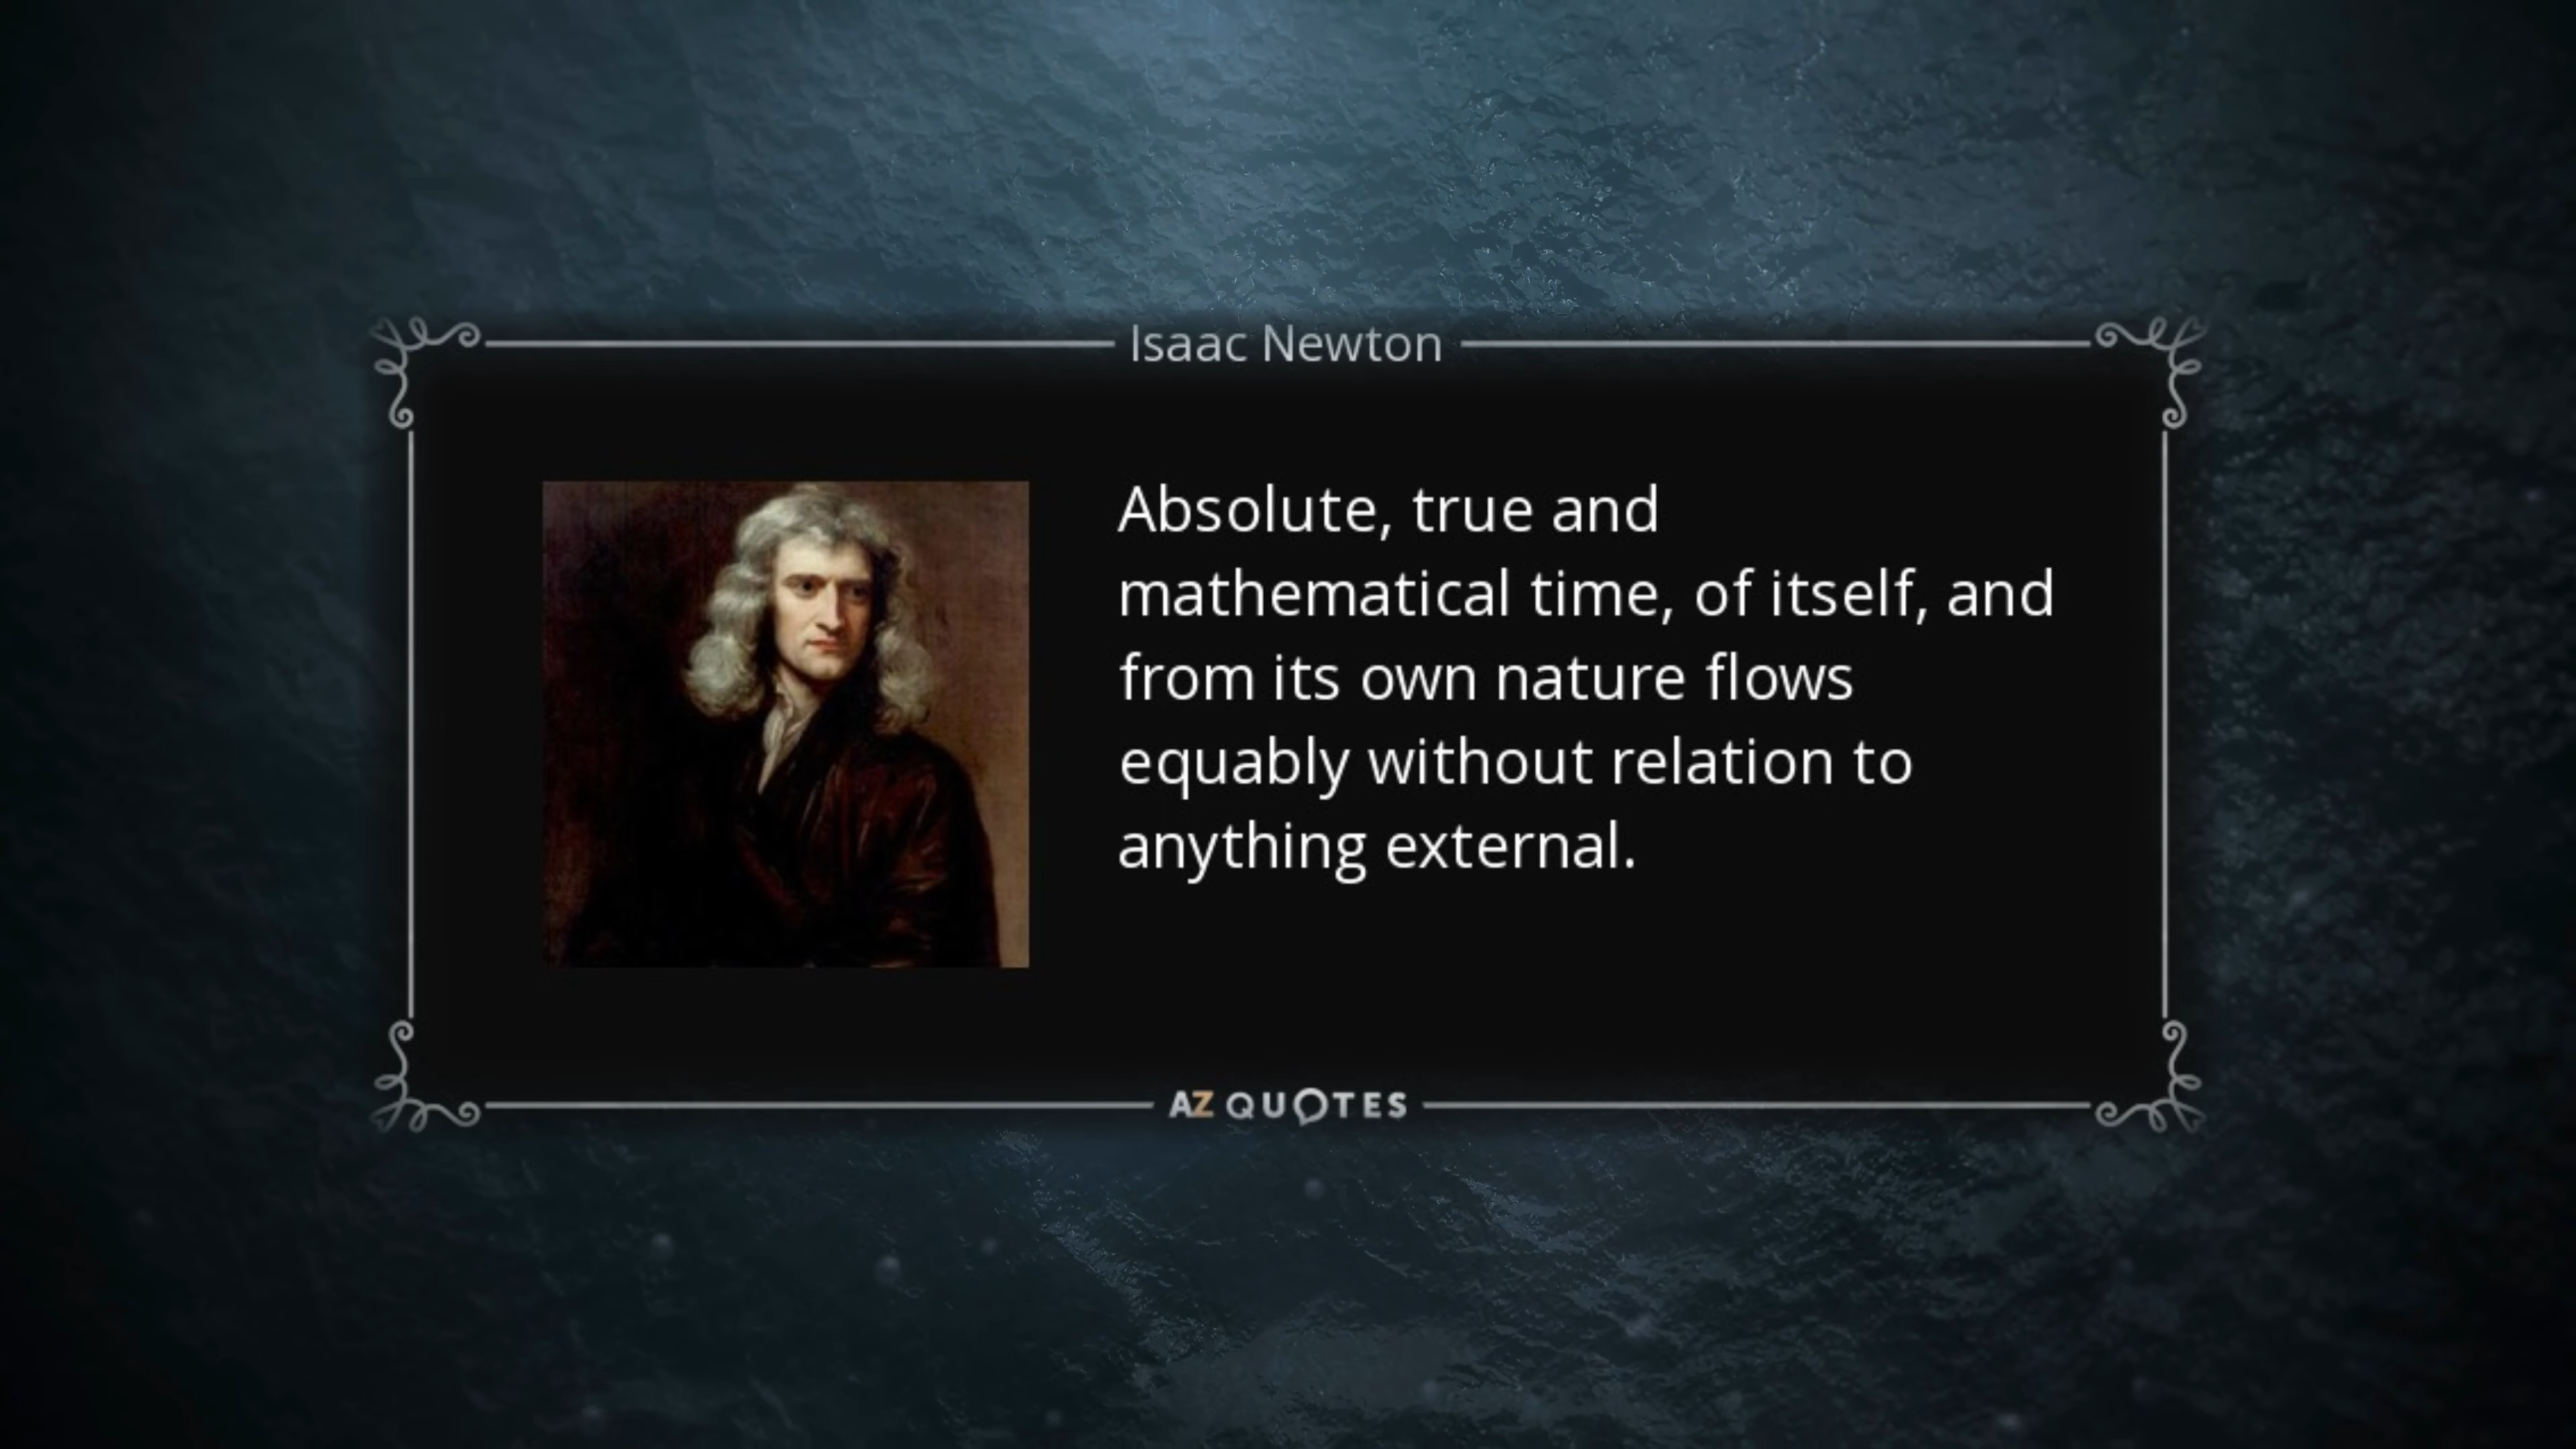 Isaac Newton
Absolute, true and
mathematical time, of itself, and
from its own nature flows
equably without relation to
anything external.
AZ QUOTES